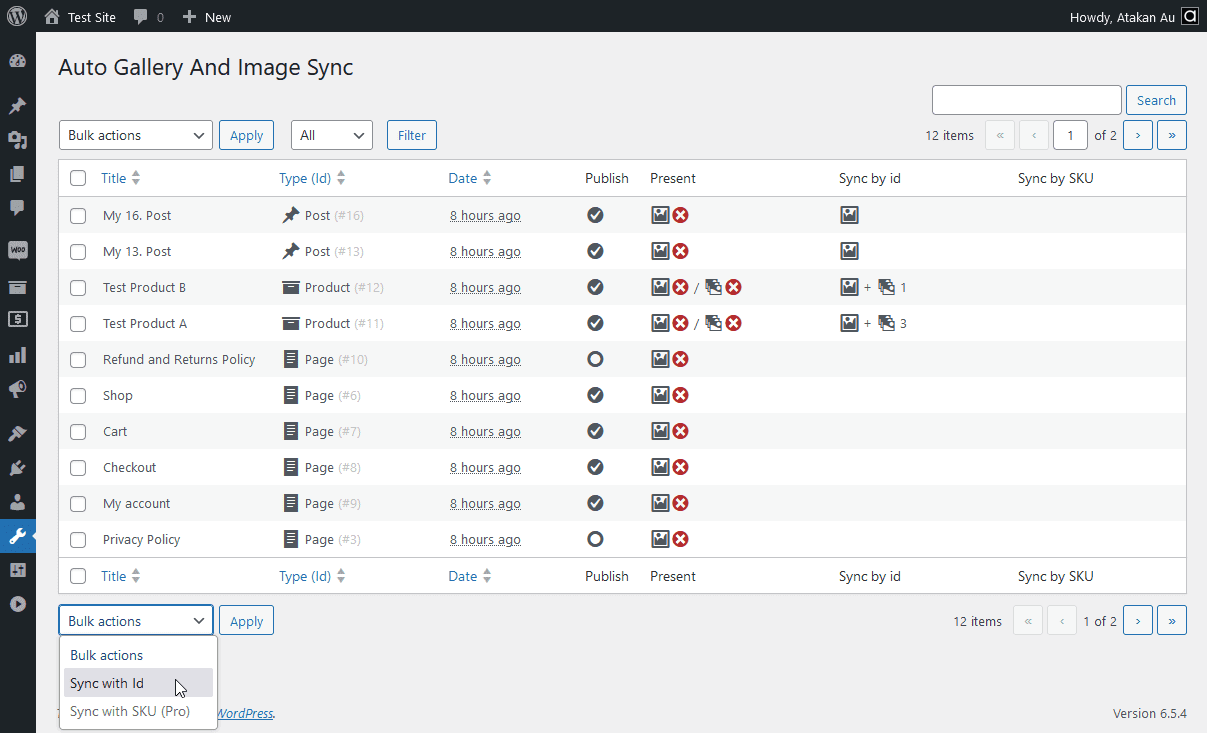 Test Site 0 New Howdy, Atakan Au
Auto Gallery And Image Sync
Search
Bulk actions Apply All Filter 12 items « ‹ 1 of 2 › »
Title Type (Id) Date Publish Present Sync by id Sync by SKU
My 16. Post Post (#16) 8 hours ago
My 13. Post Post (#13) 8 hours ago
Test Product B Product (#12) 8 hours ago / + 1
Test Product A Product (#11) 8 hours ago / + 3
Refund and Returns Policy Page (#10) 8 hours ago
Shop Page (#6) 8 hours ago
Cart Page (#7) 8 hours ago
Checkout Page (#8) 8 hours ago
My account Page (#9) 8 hours ago
Privacy Policy Page (#3) 8 hours ago
Title Type (Id) Date Publish Present Sync by id Sync by SKU
Bulk actions Apply 12 items « ‹ 1 of 2 › »
Bulk actions
Sync with Id
Sync with SKU (Pro)
WordPress. Version 6.5.4